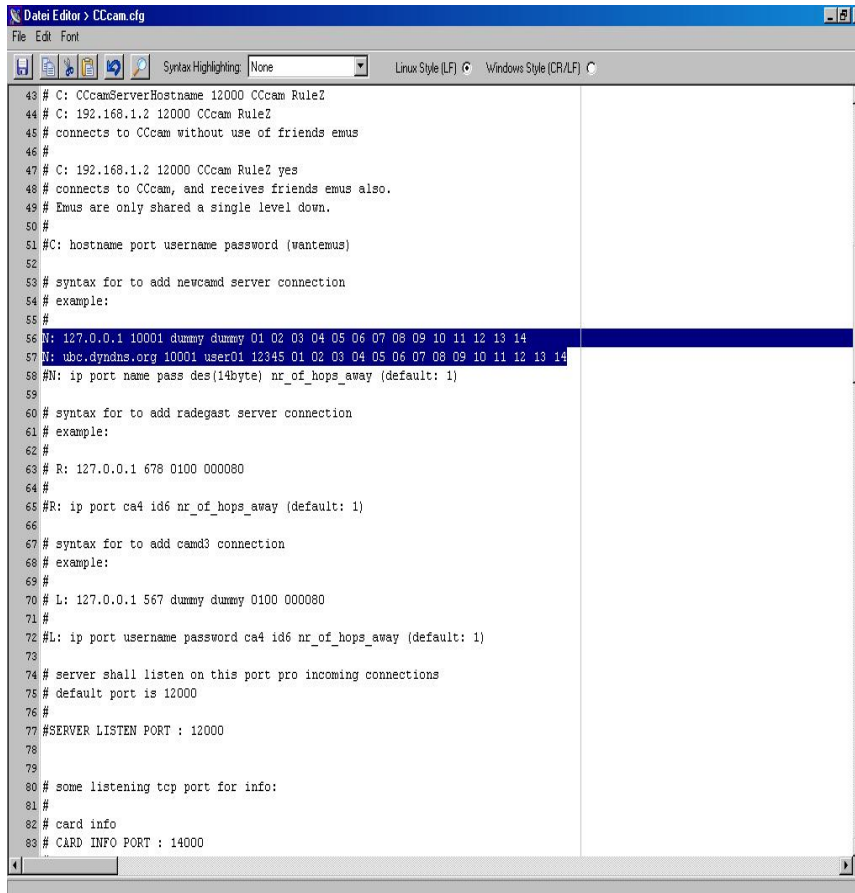 Datei Editor > CCcam.cfg
File Edit Font
Syntax Highlighting: None Linux Style (LF) Windows Style (CR/LF)
43 # C: CCcamServerHostname 12000 CCcam RuleZ
44 # C: 192.168.1.2 12000 CCcam RuleZ
45 # connects to CCcam without use of friends emus
46 #
47 # C: 192.168.1.2 12000 CCcam RuleZ yes
48 # connects to CCcam, and receives friends emus also.
49 # Emus are only shared a single level down.
50 #
51 #C: hostname port username password (wantemus)
52
53 # syntax for to add newcamd server connection
54 # example:
55 #
56 N: 127.0.0.1 10001 dummy dummy 01 02 03 04 05 06 07 08 09 10 11 12 13 14
57 N: ubc.dyndns.org 10001 user01 12345 01 02 03 04 05 06 07 08 09 10 11 12 13 14
58 #N: ip port name pass des(14byte) nr_of_hops_away (default: 1)
59
60 # syntax for to add radegast server connection
61 # example:
62 #
63 # R: 127.0.0.1 678 0100 000080
64 #
65 #R: ip port ca4 id6 nr_of_hops_away (default: 1)
66
67 # syntax for to add camd3 connection
68 # example:
69 #
70 # L: 127.0.0.1 567 dummy dummy 0100 000080
71 #
72 #L: ip port username password ca4 id6 nr_of_hops_away (default: 1)
73
74 # server shall listen on this port pro incoming connections
75 # default port is 12000
76 #
77 #SERVER LISTEN PORT : 12000
78
79
80 # some listening tcp port for info:
81 #
82 # card info
83 # CARD INFO PORT : 14000